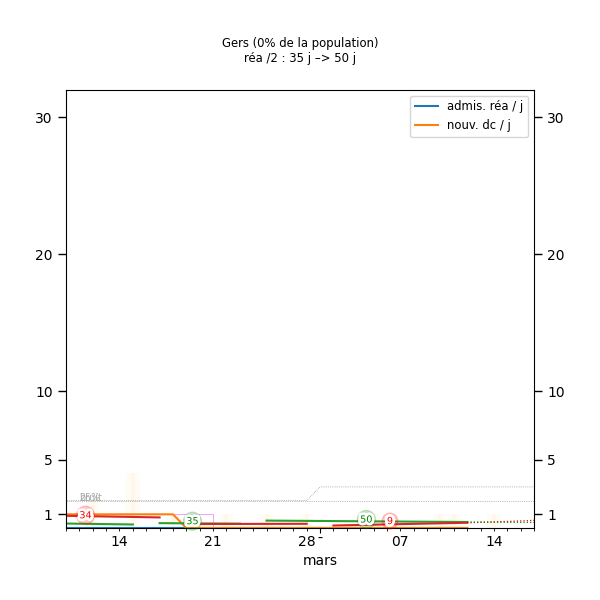 Gers (0% de la population)
réa /2 : 35 j –> 50 j
admis. réa / j
nouv. dc / j
30 30
20 20
10 10
5 5
1 1
34 35 50 9
14 21 28 07 14
mars